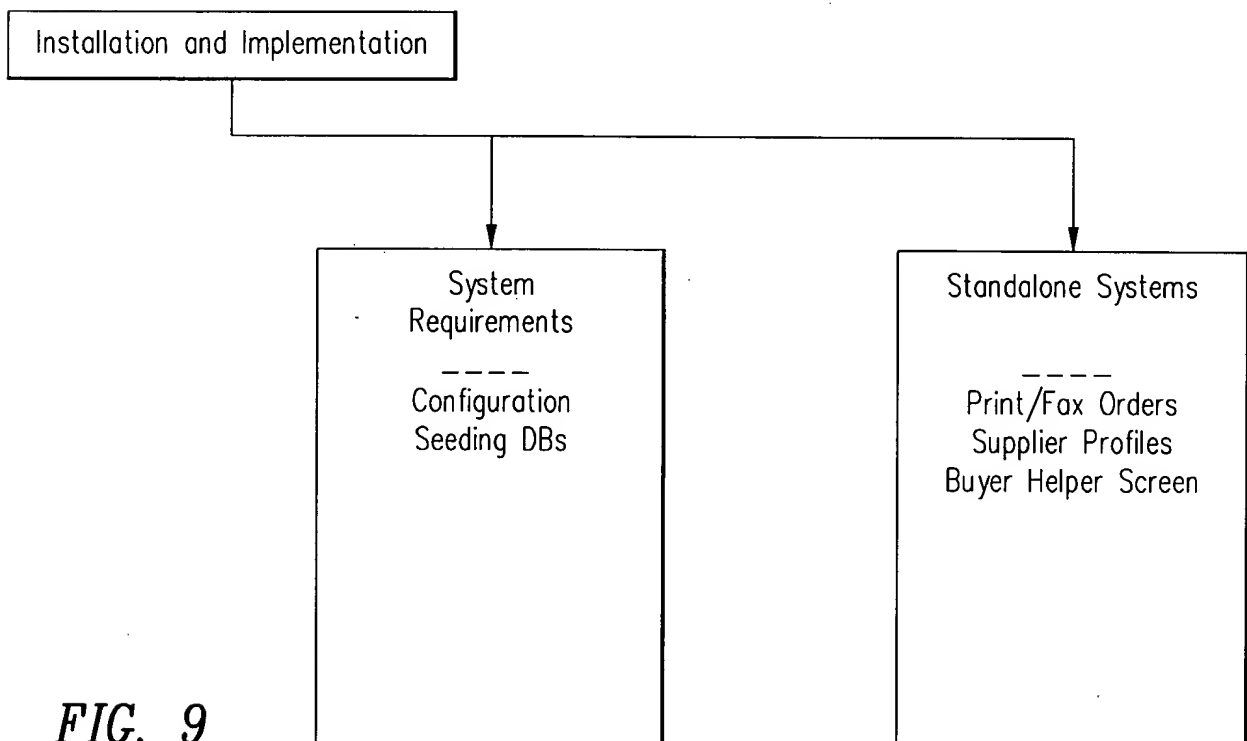 Installation and Implementation
System
Requirements
----
Configuration
Seeding DBs
Standalone Systems
----
Print/Fax Orders
Supplier Profiles
Buyer Helper Screen
FIG. 9